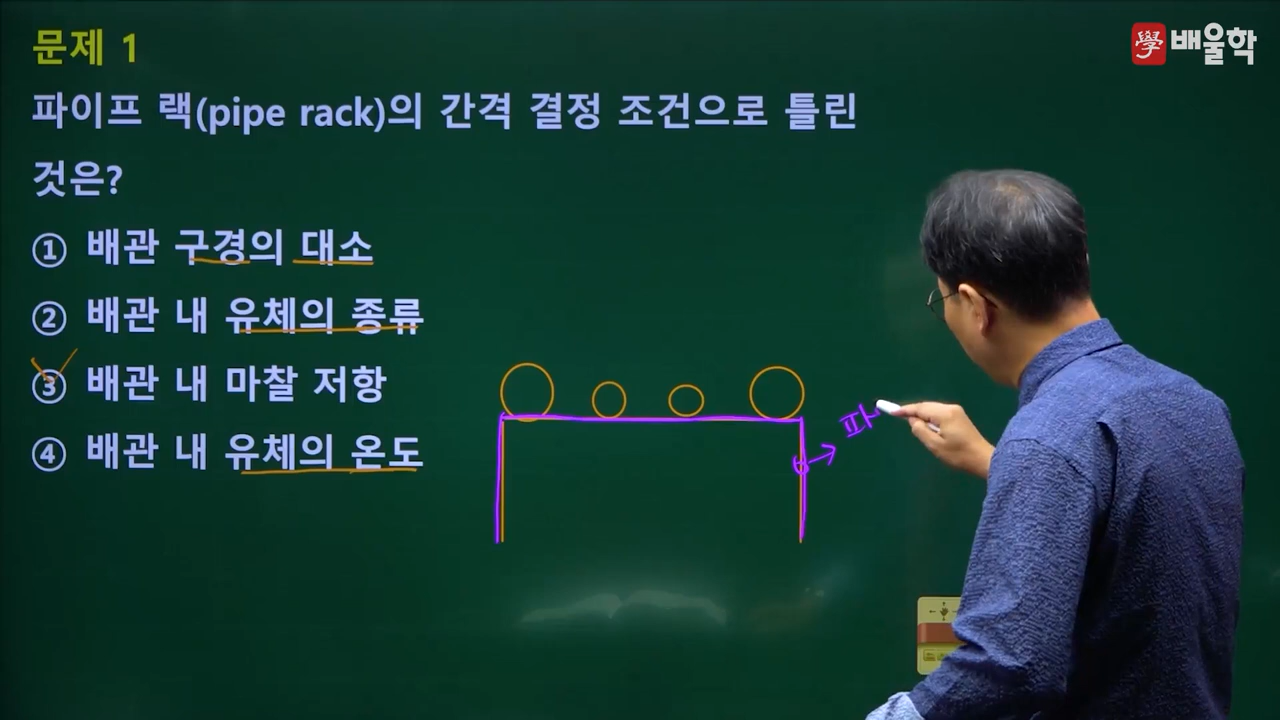 문제 1
學 배울학
파이프 랙(pipe rack)의 간격 결정 조건으로 틀린
것은?
① 배관 구경의 대소
② 배관 내 유체의 종류
③ 배관 내 마찰 저항
④ 배관 내 유체의 온도
파